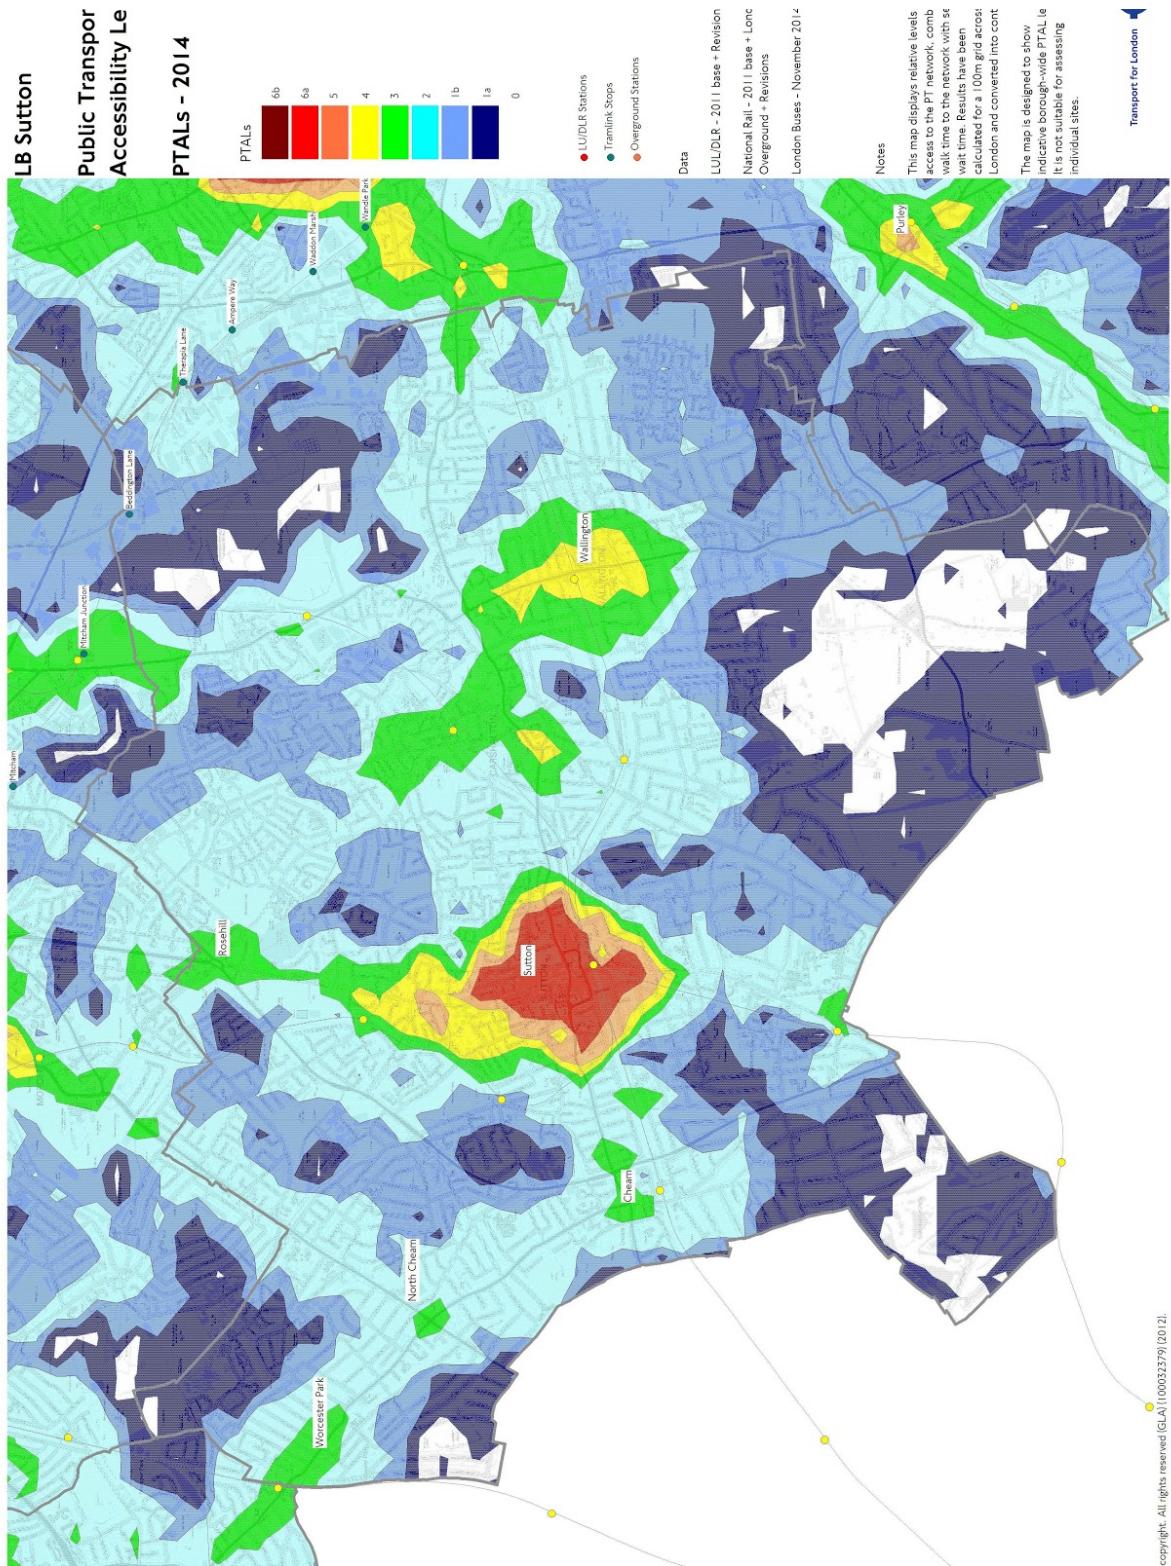 LB Sutton
Public Transpor
Accessibility Le
PTALs - 2014
PTALs
6b
6a
5
4
3
2
1b
1a
0
LU/DLR Stations
Tramlink Stops
Overground Stations
Data
LUL/DLR - 2011 base + Revision
National Rail - 2011 base + Lond
Overground + Revisions
London Buses - November 2014
Notes
This map displays relative levels
access to the PT network, comb
walk time to the network with se
wait time. Results have been
calculated for a 100m grid across
London and converted into cont
The map is designed to show
indicative borough-wide PTAL le
It is not suitable for assessing
individual sites.
Transport for London
Mitcham
Mitcham Junction
Beddington Lane
Therapia Lane
Ampere Way
Waddon Marsh
Wandle Park
Purley
Rosehill
Wallington
Sutton
Cheam
North Cheam
Worcester Park
opyright. All rights reserved (GLA) (100032379) (2012).